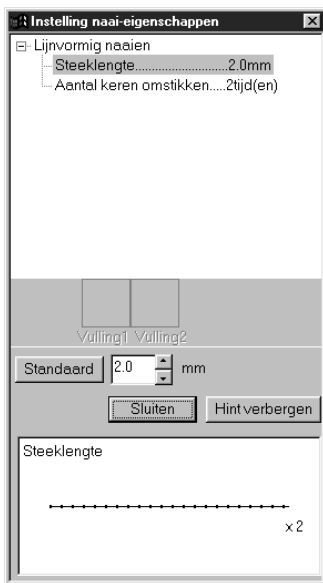 Instelling naai-eigenschappen
Lijnvormig naaien
Steeklengte............................2.0mm
Aantal keren omstikken.....2tijd(en)
Vulling1 Vulling2
Standaard 2.0 mm
Sluiten Hint verbergen
Steeklengte
x 2